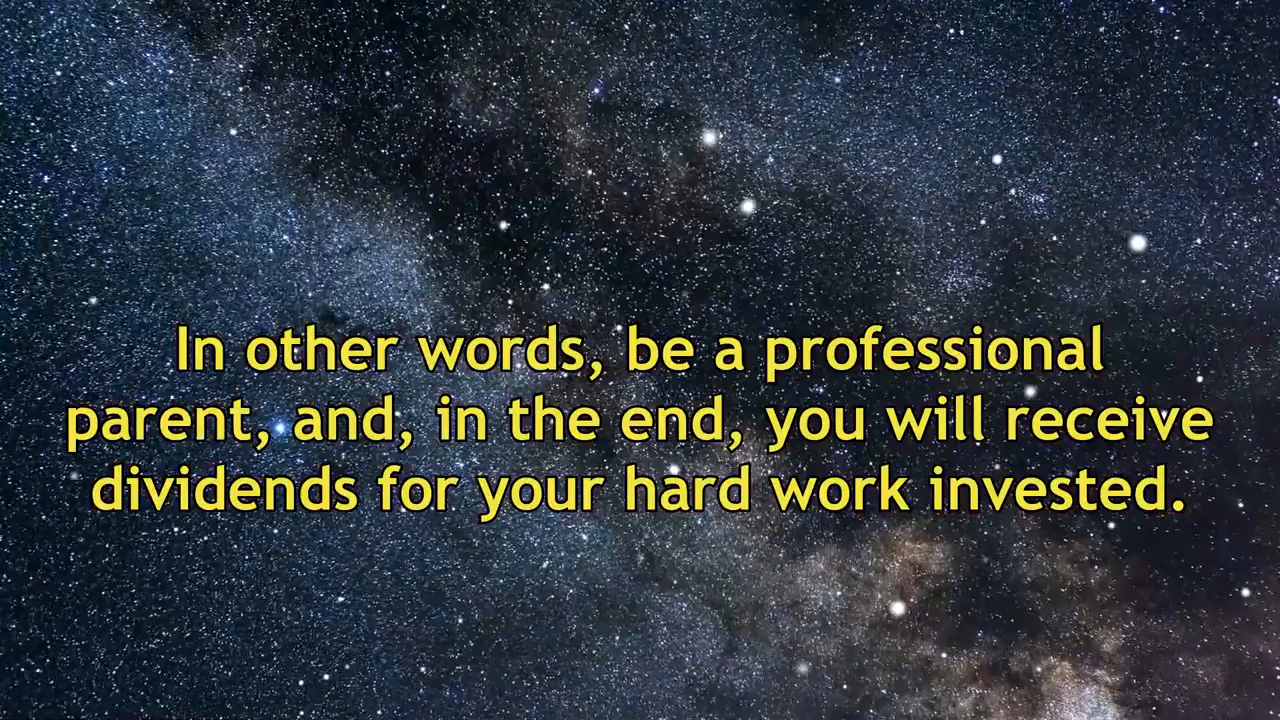 In other words, be a professional
parent, and, in the end, you will receive
dividends for your hard work invested.